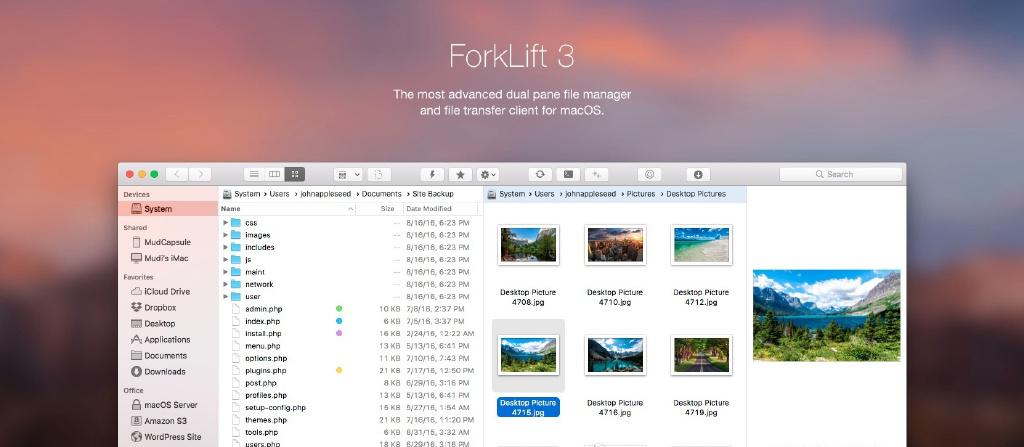 ForkLift 3
The most advanced dual pane file manager
and file transfer client for macOS.
Search
Devices
System
Shared
MudCapsule
Mudi's iMac
Favorites
iCloud Drive
Dropbox
Desktop
Applications
Documents
Downloads
Office
macOS Server
Amazon S3
WordPress Site
System › Users › johnappleseed › Documents › Site Backup
Name Size Date Modified
css -- 8/16/16, 6:23 PM
images -- 8/16/16, 6:23 PM
includes -- 8/16/16, 6:23 PM
js -- 8/16/16, 6:23 PM
maint -- 8/16/16, 6:23 PM
network -- 8/16/16, 6:23 PM
user -- 8/16/16, 6:23 PM
admin.php 10 KB 7/8/16, 2:37 PM
index.php 6 KB 7/5/16, 3:37 PM
install.php 16 KB 2/24/16, 12:22 AM
menu.php 13 KB 5/13/16, 6:41 PM
options.php 11 KB 7/10/16, 7:43 PM
plugins.php 21 KB 7/17/16, 12:50 PM
post.php 8 KB 6/29/16, 3:16 PM
profiles.php 13 KB 5/13/16, 6:41 PM
setup-config.php 15 KB 5/27/16, 1:54 AM
themes.php 21 KB 7/16/16, 11:20 PM
tools.php 6 KB 8/31/15, 3:32 AM
users.php 18 KB 6/29/16, 3:16 PM
System › Users › johnappleseed › Pictures › Desktop Pictures
Desktop Picture
4708.jpg
Desktop Picture
4710.jpg
Desktop Picture
4712.jpg
Desktop Picture
4715.jpg
Desktop Picture
4716.jpg
Desktop Picture
4719.jpg